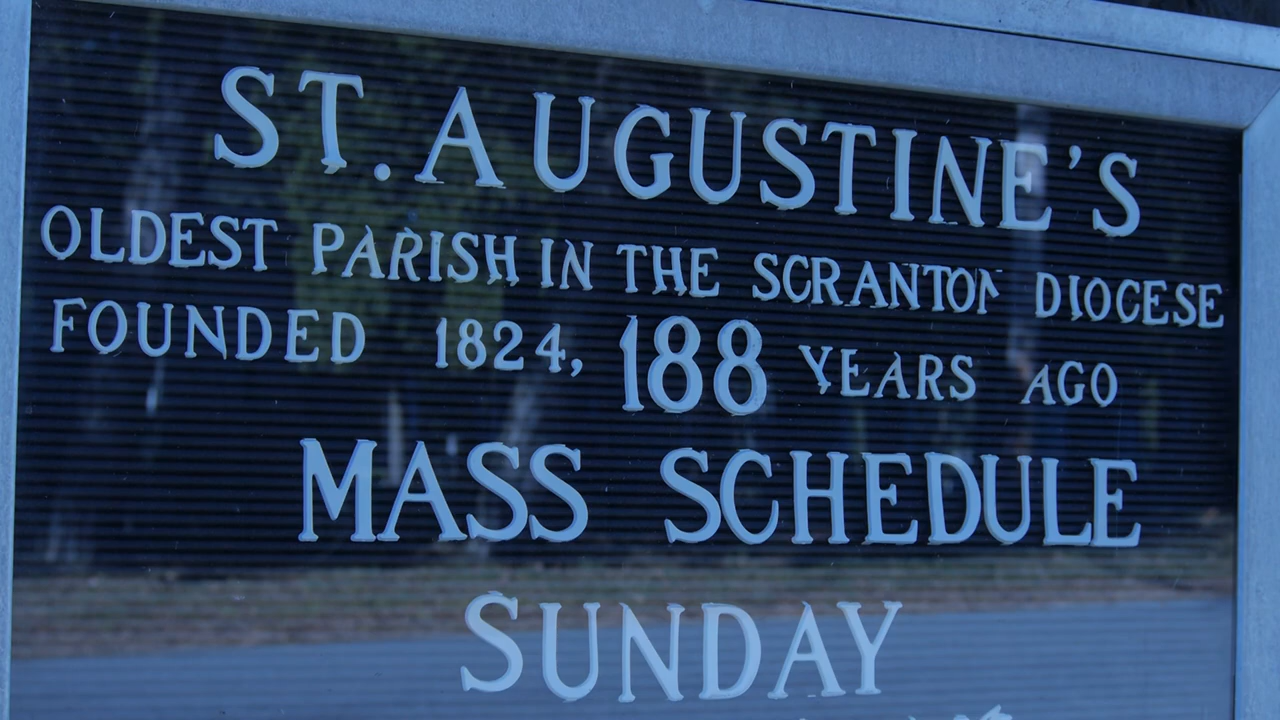 ST. AUGUSTINE'S
OLDEST PARISH IN THE SCRANTON DIOCESE
FOUNDED 1824, 188 YEARS AGO
MASS SCHEDULE
SUNDAY